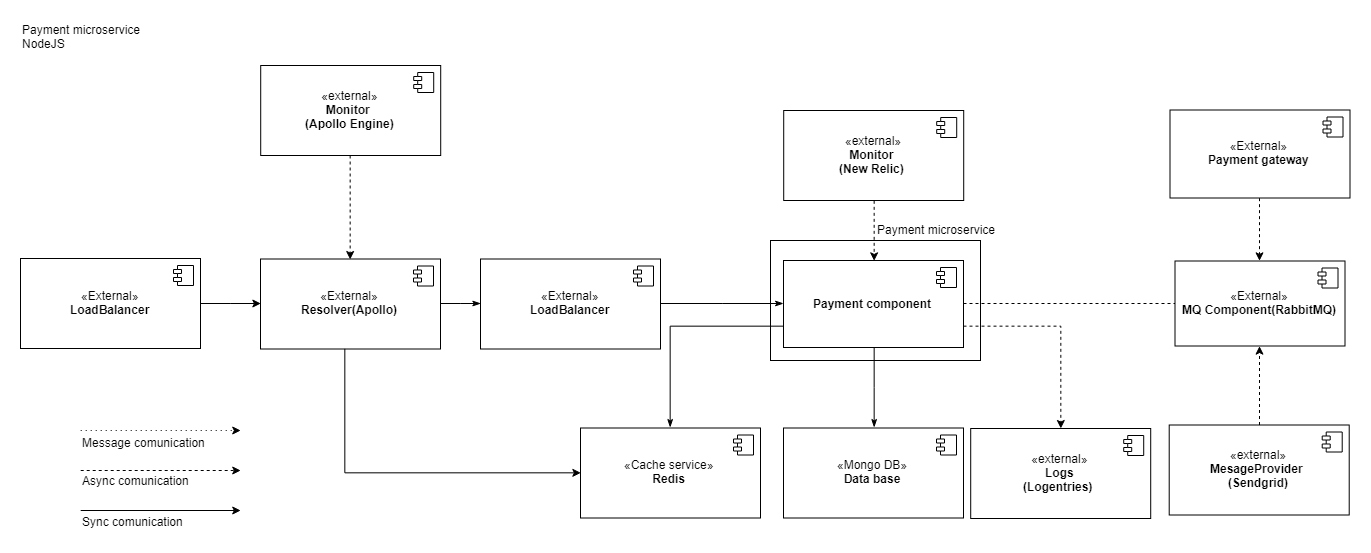 Payment microservice
NodeJS
«external»
Monitor
(Apollo Engine)
«external»
Monitor
(New Relic)
«External»
Payment gateway
Payment microservice
«External»
LoadBalancer
«External»
Resolver(Apollo)
«External»
LoadBalancer
Payment component
«External»
MQ Component(RabbitMQ)
Message comunication
Async comunication
Sync comunication
«Cache service»
Redis
«Mongo DB»
Data base
«external»
Logs
(Logentries)
«external»
MesageProvider
(Sendgrid)